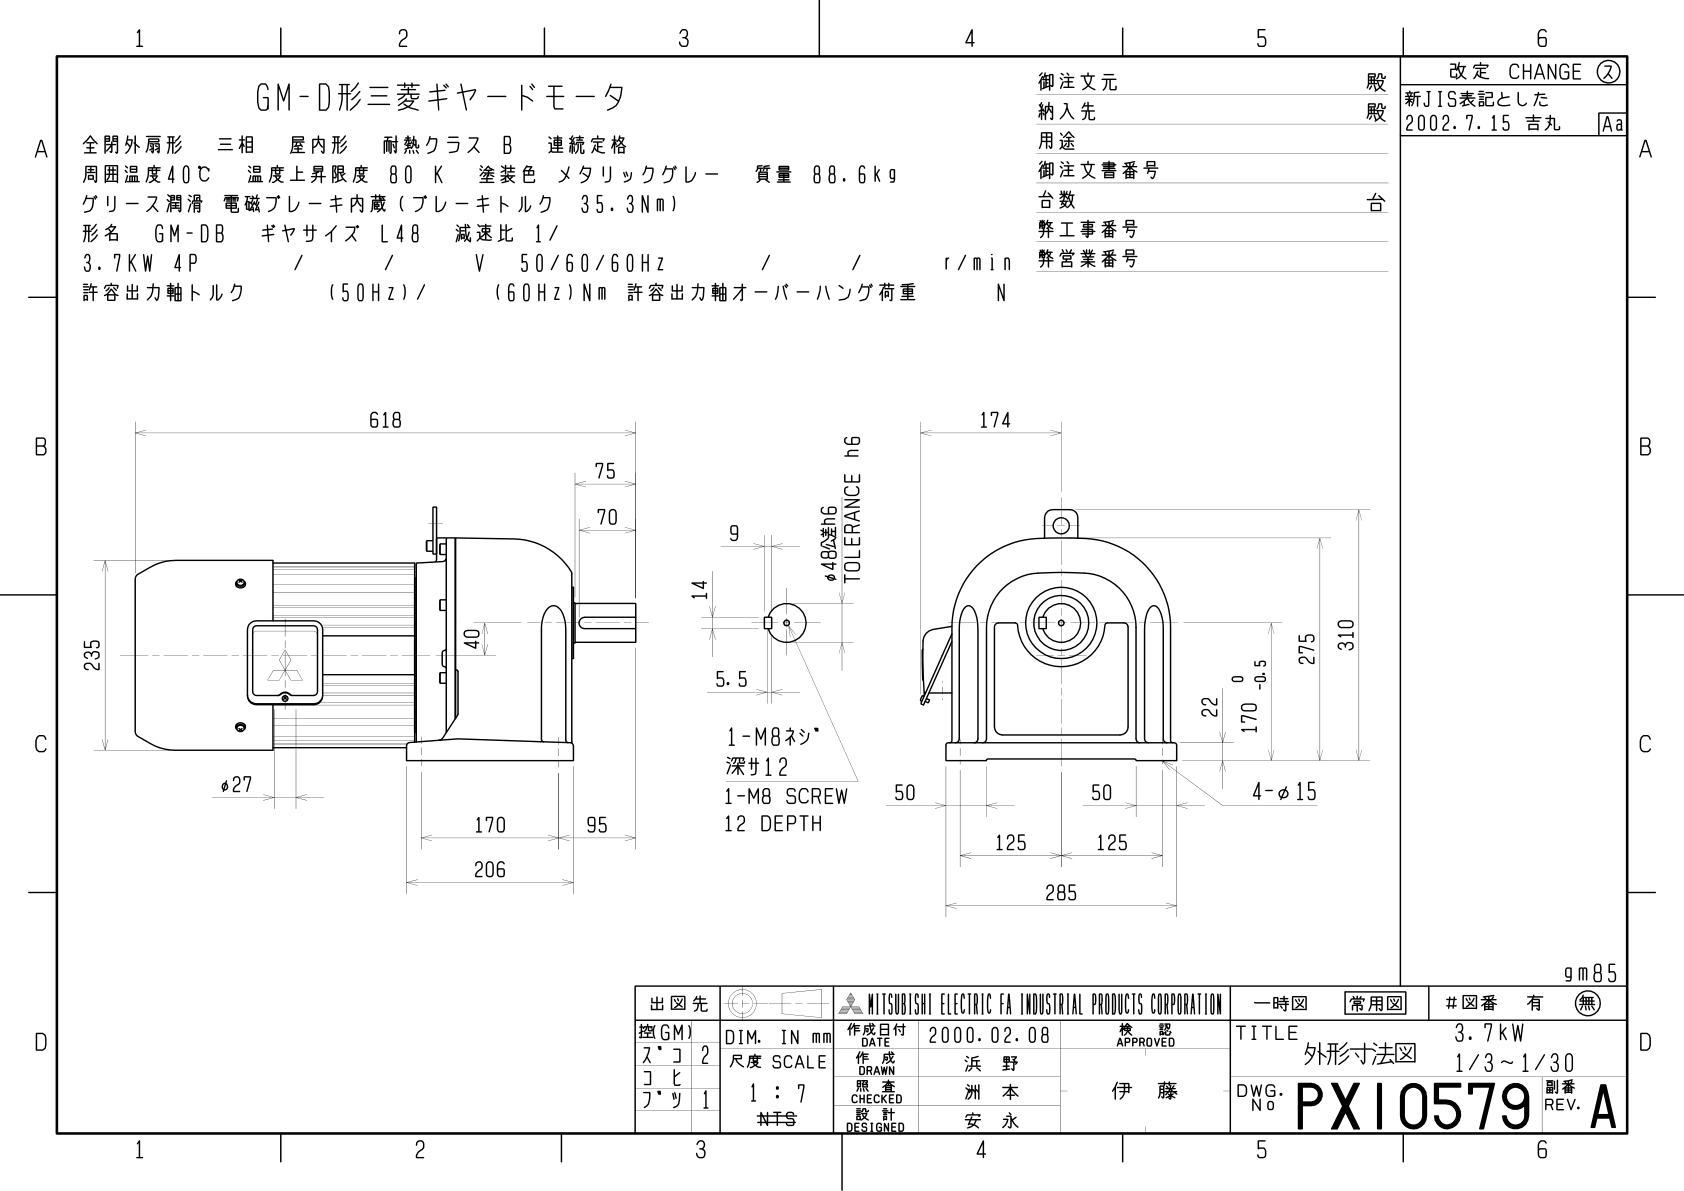 1 2 3 4 5 6
A
B
C
D
GM-D形三菱ギヤードモータ
全閉外扇形 三相 屋内形 耐熱クラス B 連続定格
周囲温度40℃ 温度上昇限度 80 K 塗装色 メタリックグレー 質量 88.6kg
グリース潤滑 電磁ブレーキ内蔵(ブレーキトルク 35.3Nm)
形名 GM-DB ギヤサイズ L48 減速比 1/
3.7KW 4P / / V 50/60/60Hz / / r/min
許容出力軸トルク (50Hz)/ (60Hz)Nm 許容出力軸オーバーハング荷重 N
御注文元 殿
納入先 殿
用途
御注文書番号
台数 台
弊工事番号
弊営業番号
改定 CHANGE ス
新JIS表記とした
2002.7.15 吉丸 Aa
A
B
C
D
618
75
70
235
40
φ27
170
95
206
9
14
5.5
φ48公差h6
TOLERANCE h6
1-M8ネジ
深サ12
1-M8 SCREW
12 DEPTH
174
310
275
170 0 -0.5
22
50
50
4-φ15
125
125
285
gm85
出図先
控(GM)
ズコ 2
コヒ
ブツ 1
DIM. IN mm
尺度 SCALE
1 : 7
NTS
MITSUBISHI ELECTRIC FA INDUSTRIAL PRODUCTS CORPORATION
作成日付 DATE 2000.02.08
作成 DRAWN 浜野
照査 CHECKED 洲本
設計 DESIGNED 安永
検認 APPROVED
伊藤
一時図 常用図 #図番 有 無
TITLE
外形寸法図
3.7kW
1/3~1/30
DWG. No PX10579
副番 REV. A
1 2 3 4 5 6